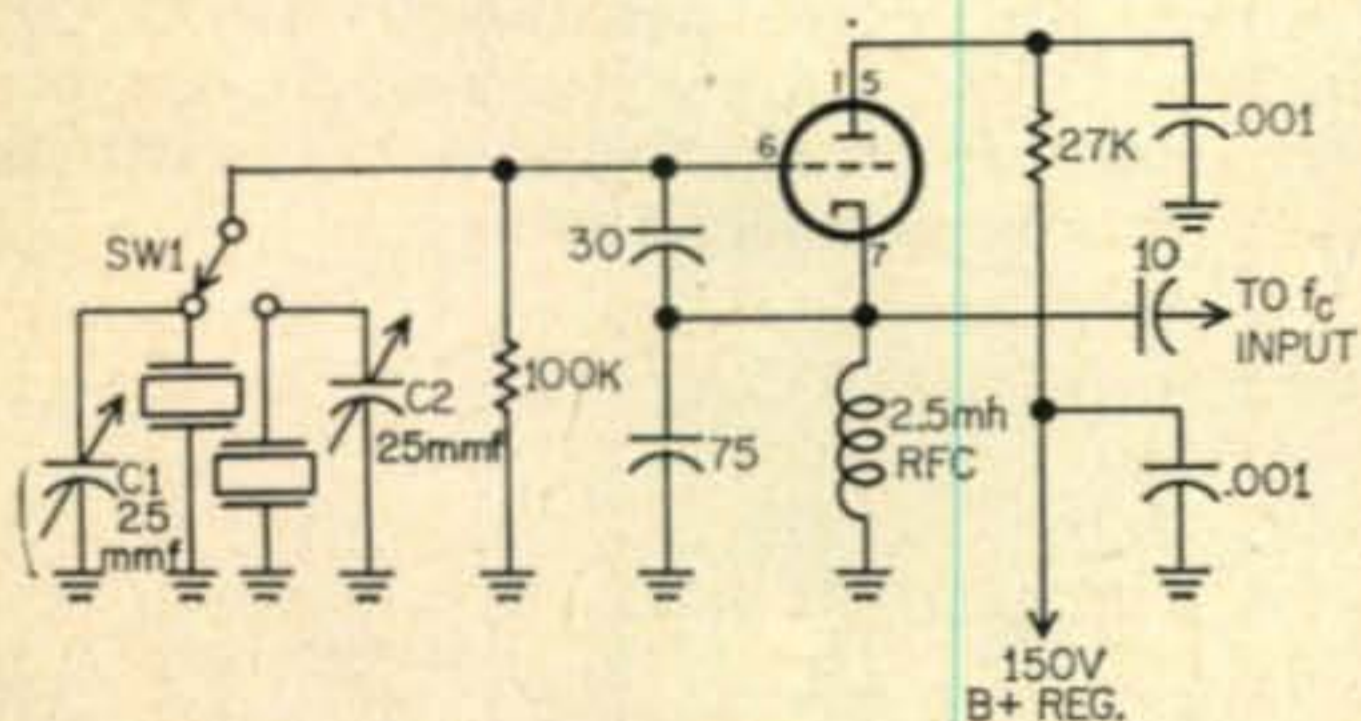 1 5
.001
27K
6
30
SW1
7
10
TO fc
INPUT
C2
25mmf
100K
2.5mh
RFC
75
C1
25
mmf
.001
150V
B+ REG.